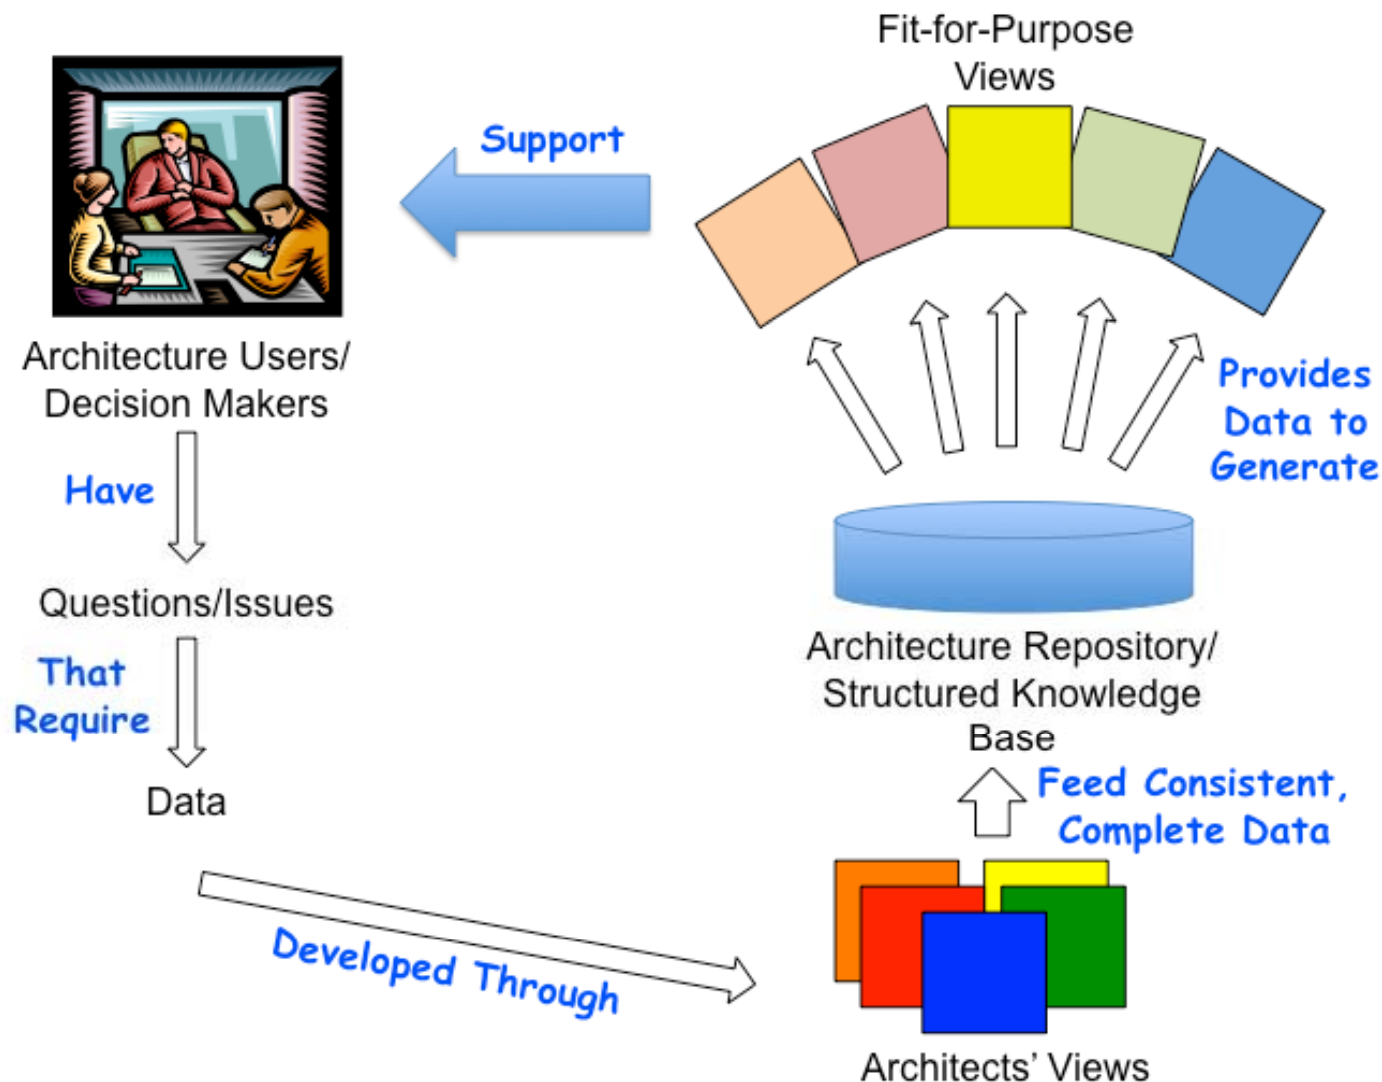 Fit-for-Purpose
Views
Support
Architecture Users/
Decision Makers
Have
Questions/Issues
That
Require
Data
Developed Through
Provides
Data to
Generate
Architecture Repository/
Structured Knowledge
Base
Feed Consistent,
Complete Data
Architects’ Views